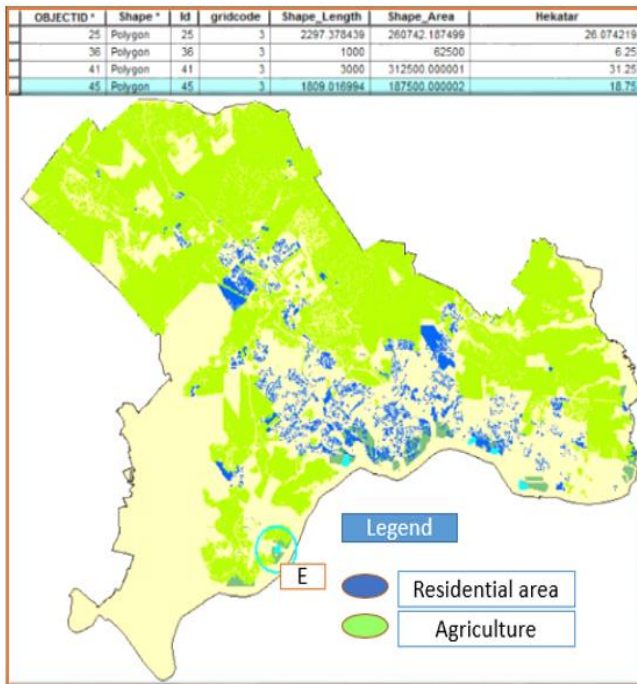 OBJECTID * Shape * Id gridcode Shape_Length Shape_Area Hekatar
25 Polygon 25 3 2297.378439 260742.187499 26.074219
36 Polygon 36 3 1000 62500 6.25
41 Polygon 41 3 3000 312500.000001 31.25
45 Polygon 45 3 1809.016994 187500.000002 18.75
Legend
E
Residential area
Agriculture